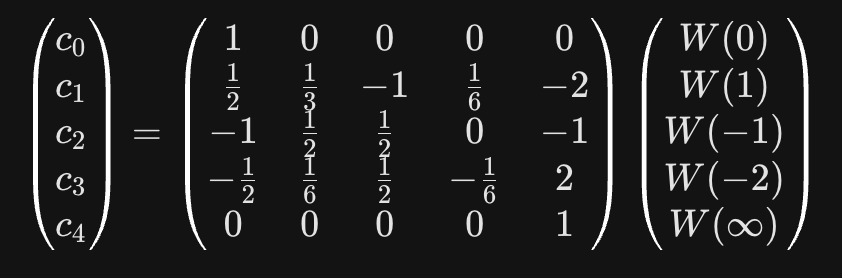 c₀ 1 0 0 0 0 W(0)
c₁ 1/2 1/3 −1 1/6 −2 W(1)
c₂ = −1 1/2 1/2 0 −1 W(−1)
c₃ −1/2 1/6 1/2 −1/6 2 W(−2)
c₄ 0 0 0 0 1 W(∞)